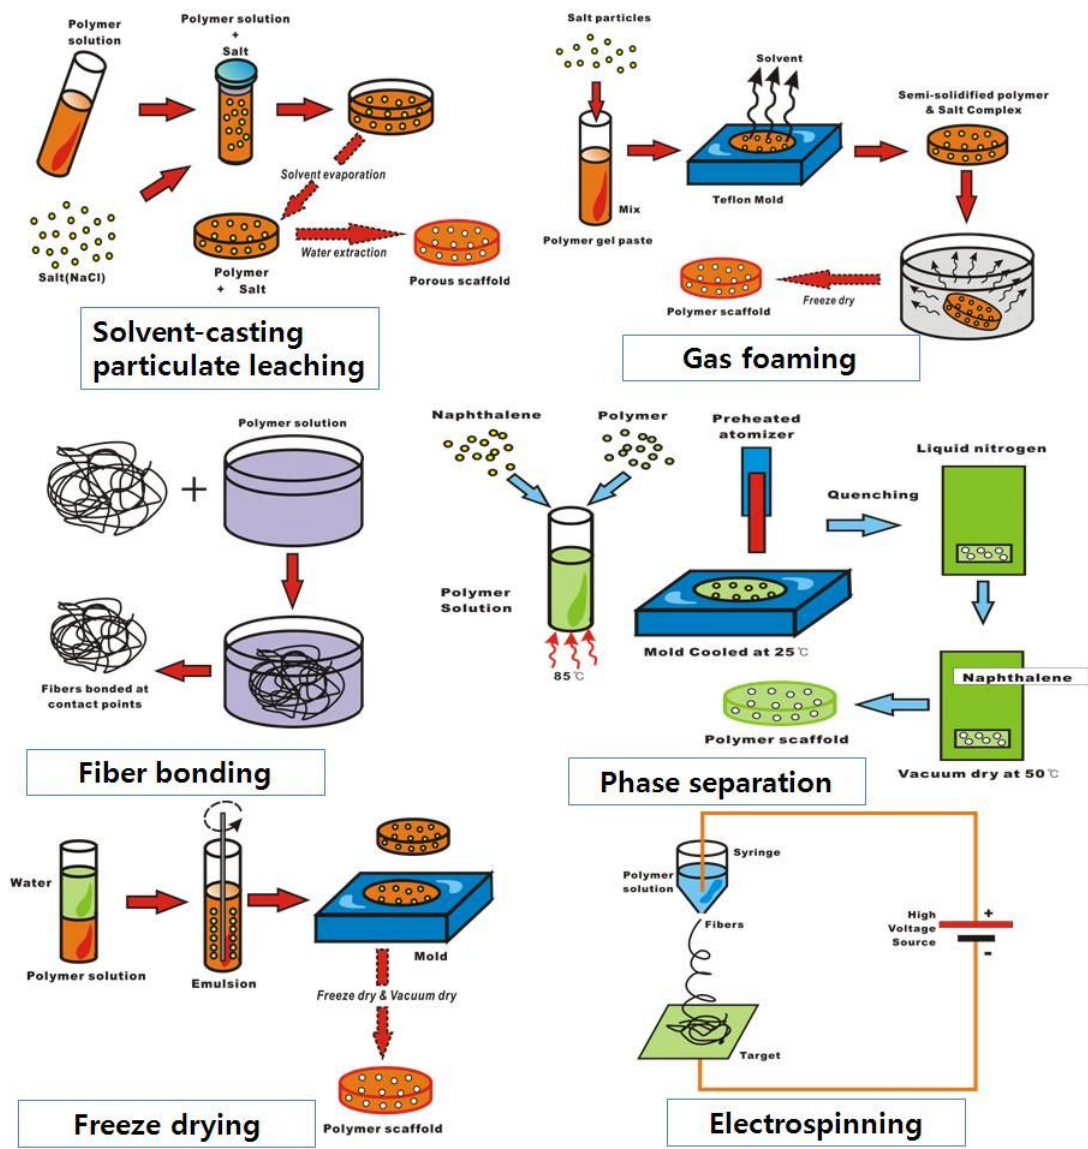 Polymer
solution
Polymer solution
+
Salt
Solvent evaporation
Salt(NaCl)
Polymer
+ Salt
Water extraction
Porous scaffold
Solvent-casting
particulate leaching
Salt particles
Solvent
Semi-solidified polymer
& Salt Complex
Mix
Polymer gel paste
Teflon Mold
Freeze dry
Polymer scaffold
Gas foaming
Polymer solution
+
Fibers bonded at
contact points
Fiber bonding
Naphthalene
Polymer
Preheated
atomizer
Liquid nitrogen
Quenching
Polymer
Solution
85℃
Mold Cooled at 25℃
Naphthalene
Polymer scaffold
Vacuum dry at 50℃
Phase separation
Water
Polymer solution
Emulsion
Mold
Freeze dry & Vacuum dry
Polymer scaffold
Freeze drying
Syringe
Polymer
solution
Fibers
High
Voltage
Source
+
-
Target
Electrospinning